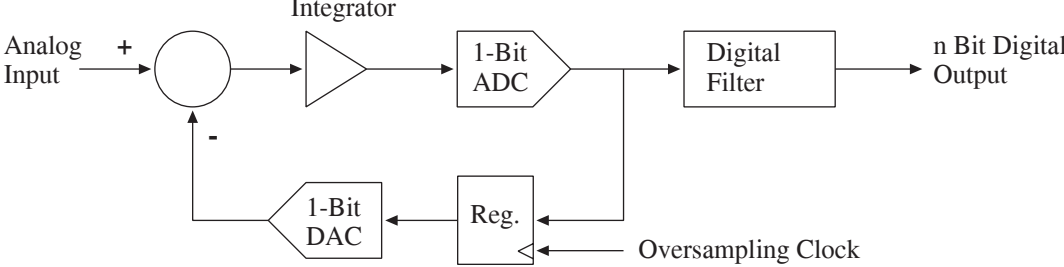 Integrator
Analog
Input
+
1-Bit
ADC
Digital
Filter
n Bit Digital
Output
-
1-Bit
DAC
Reg.
Oversampling Clock